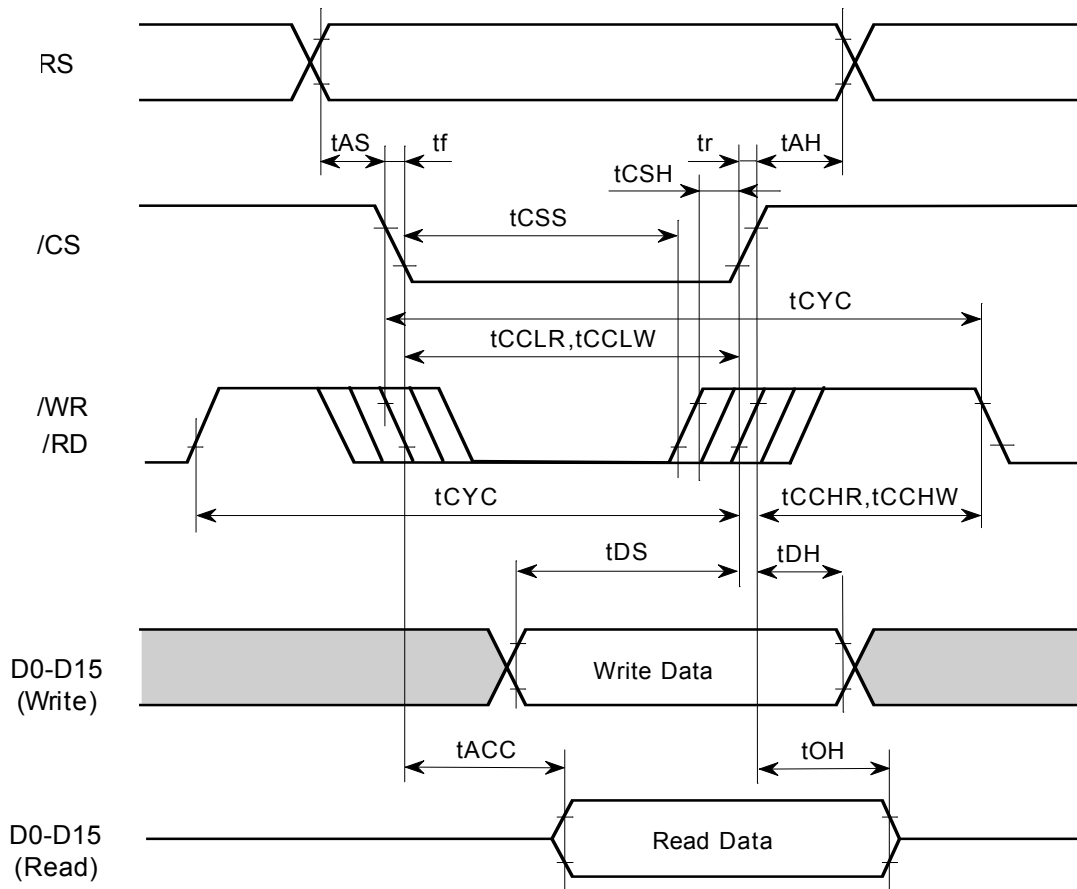 RS
tAS
tf
tr
tAH
tCSH
tCSS
/CS
tCYC
tCCLR,tCCLW
/WR
/RD
tCYC
tCCHR,tCCHW
tDS
tDH
D0-D15
(Write)
Write Data
tACC
tOH
D0-D15
(Read)
Read Data